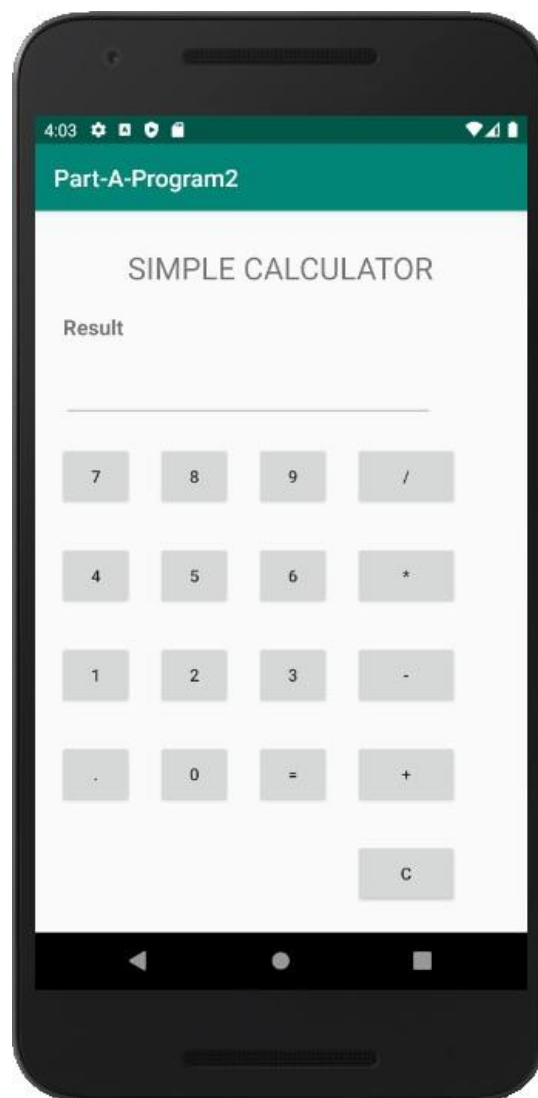 4:03
Part-A-Program2
SIMPLE CALCULATOR
Result
7 8 9 /
4 5 6 *
1 2 3 -
. 0 = +
C